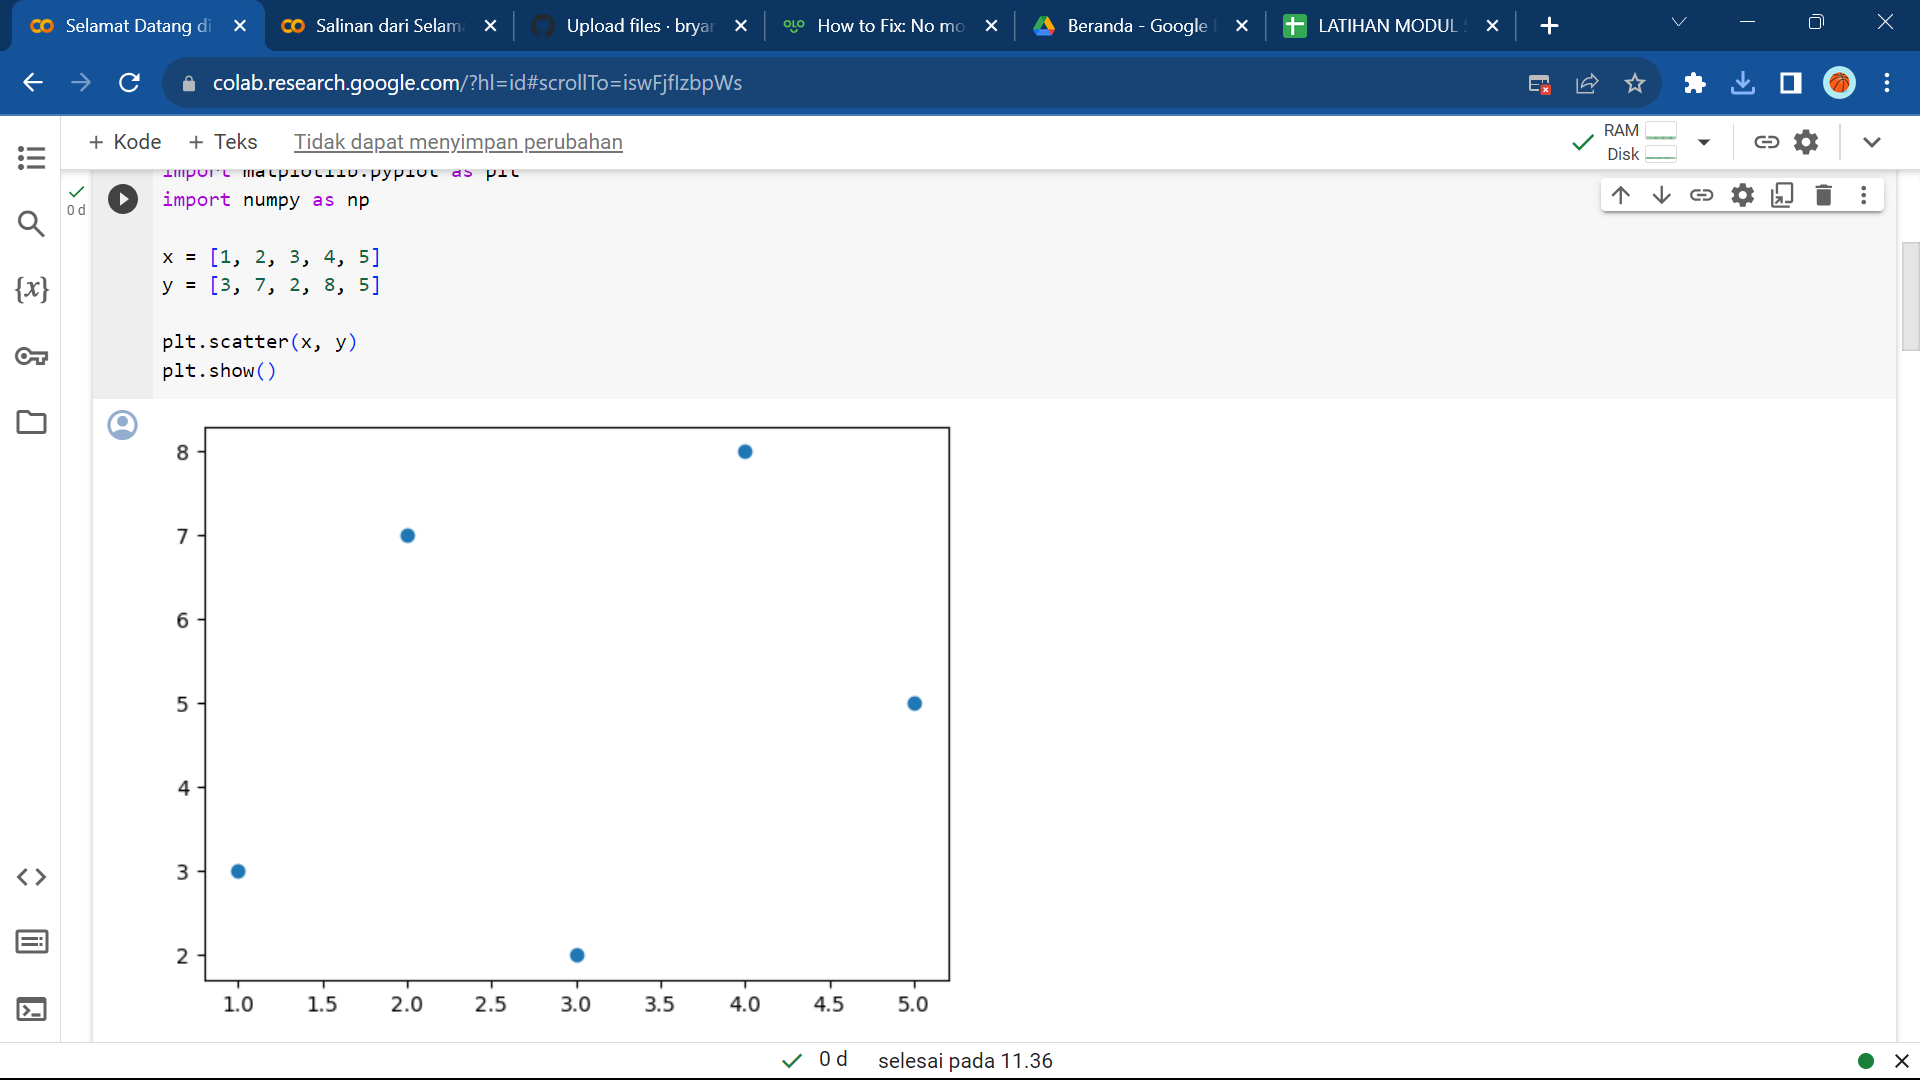 Selamat Datang di
Salinan dari Selam
Upload files · bryar
How to Fix: No mo
Beranda - Google
LATIHAN MODUL
colab.research.google.com/?hl=id#scrollTo=iswFjfIzbpWs
+ Kode
+ Teks
Tidak dapat menyimpan perubahan
RAM
Disk
import matplotlib.pyplot as plt
0 d
import numpy as np
x = [1, 2, 3, 4, 5]
y = [3, 7, 2, 8, 5]
plt.scatter(x, y)
plt.show()
{x}
8
7
6
5
4
3
2
1.0 1.5 2.0 2.5 3.0 3.5 4.0 4.5 5.0
0 d selesai pada 11.36